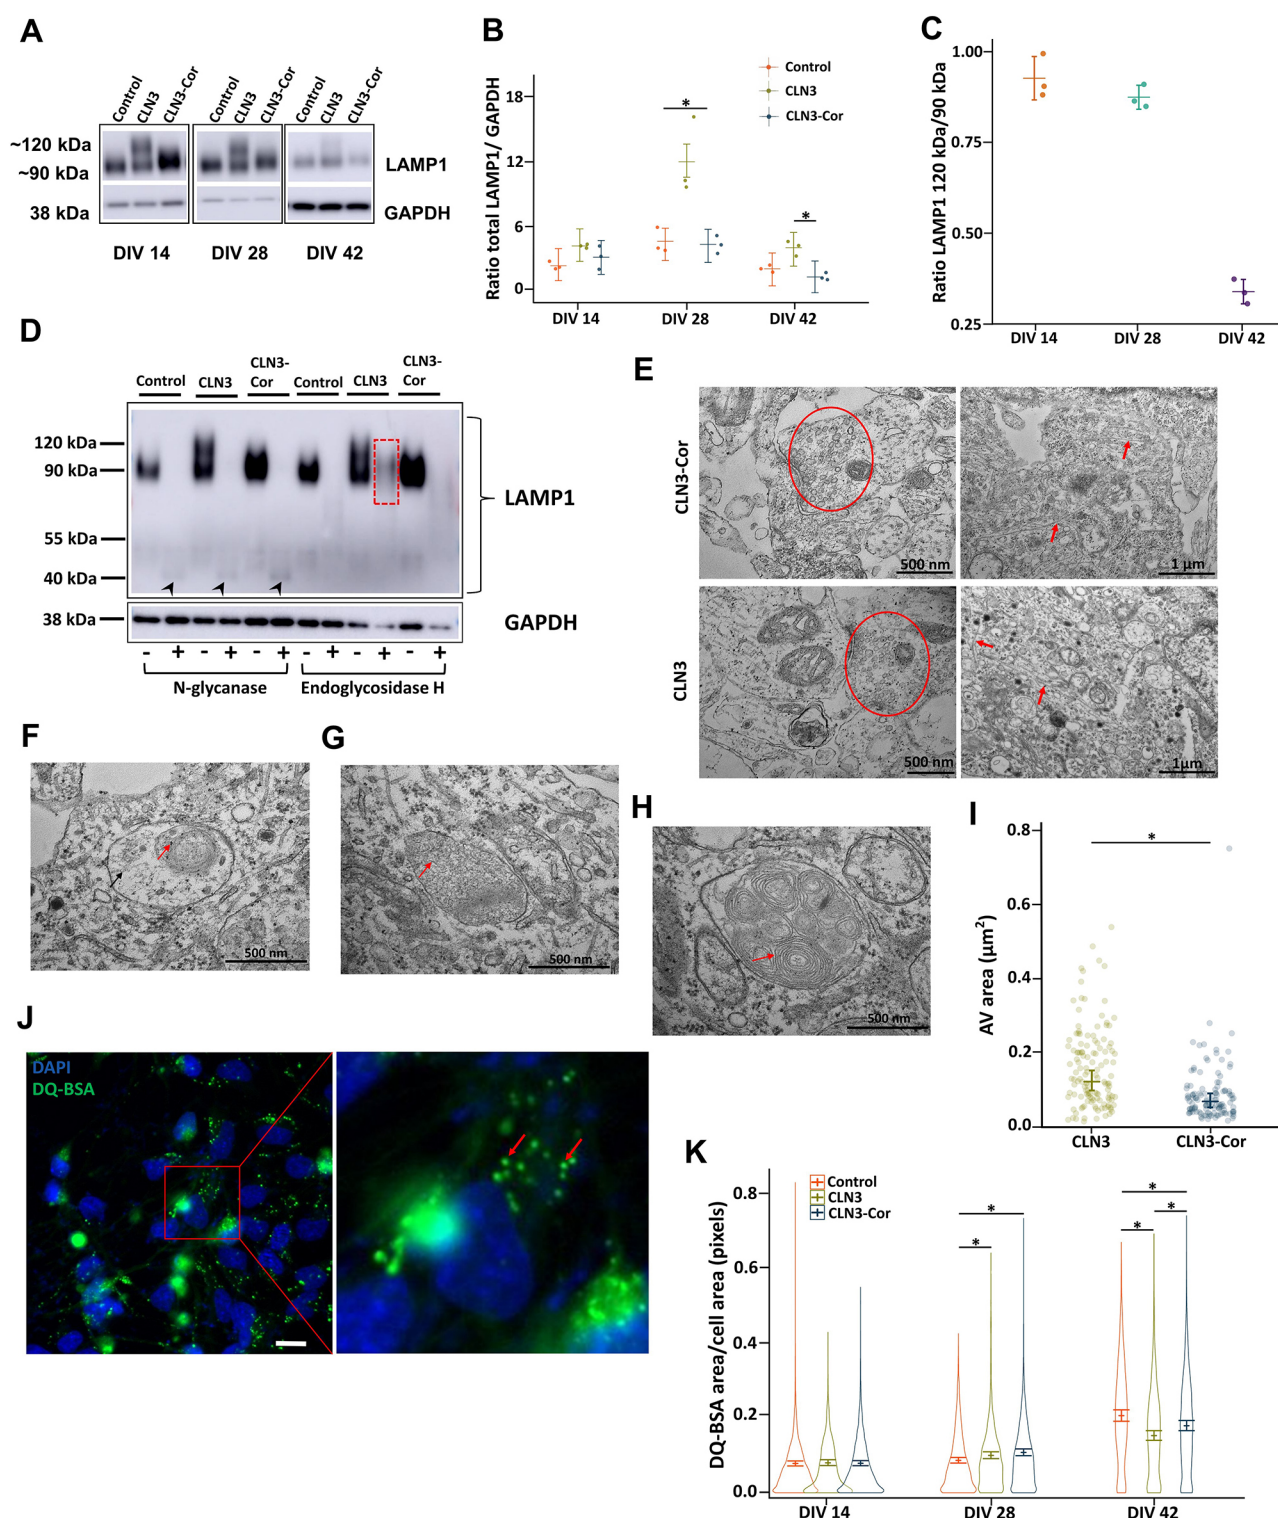 A
Control
CLN3
CLN3-Cor
Control
CLN3
CLN3-Cor
Control
CLN3
CLN3-Cor
~120 kDa
~90 kDa
38 kDa
LAMP1
GAPDH
DIV 14
DIV 28
DIV 42
B
Ratio total LAMP1/ GAPDH
18
12
6
0
*
*
Control
CLN3
CLN3-Cor
DIV 14
DIV 28
DIV 42
C
Ratio LAMP1 120 kDa/90 kDa
1.00
0.75
0.50
0.25
DIV 14
DIV 28
DIV 42
D
Control
CLN3
CLN3-
Cor
Control
CLN3
CLN3-
Cor
120 kDa
90 kDa
55 kDa
40 kDa
38 kDa
LAMP1
GAPDH
- + - + - + - + - + - +
N-glycanase
Endoglycosidase H
E
CLN3-Cor
500 nm
1 µm
CLN3
500 nm
1µm
F
500 nm
G
500 nm
H
500 nm
I
AV area (µm²)
0.8
0.6
0.4
0.2
0.0
*
CLN3
CLN3-Cor
J
DAPI
DQ-BSA
K
DQ-BSA area/cell area (pixels)
0.8
0.6
0.4
0.2
0.0
Control
CLN3
CLN3-Cor
*
*
*
*
*
DIV 14
DIV 28
DIV 42